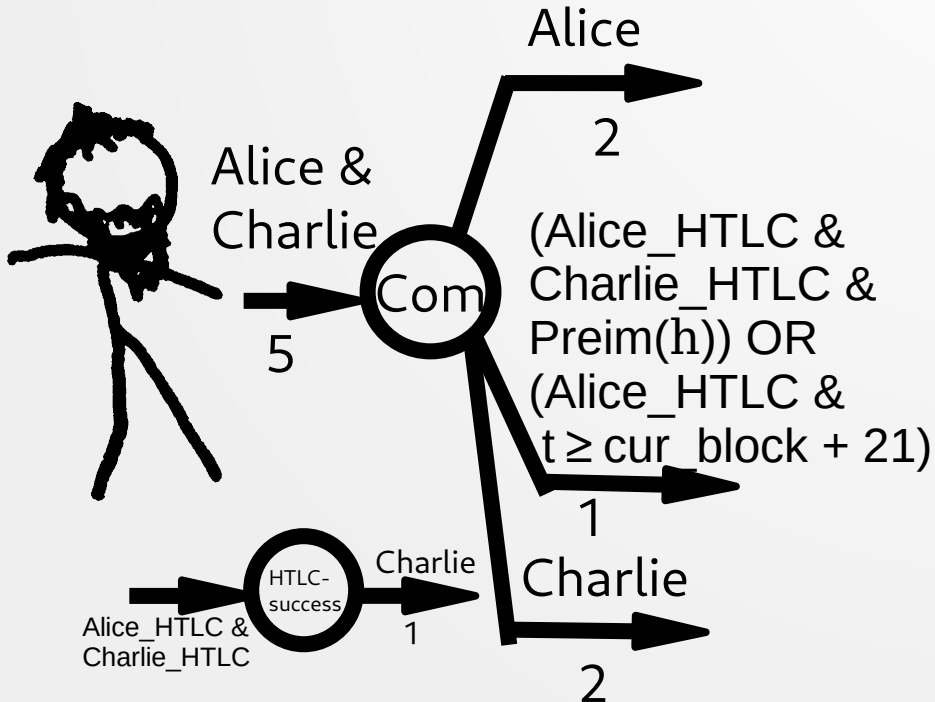 Alice
2
Alice &
Charlie
5
Com
(Alice_HTLC &
Charlie_HTLC &
Preim(h)) OR
(Alice_HTLC &
t ≥ cur_block + 21)
1
Charlie
2
HTLC-
success
Charlie
1
Alice_HTLC &
Charlie_HTLC